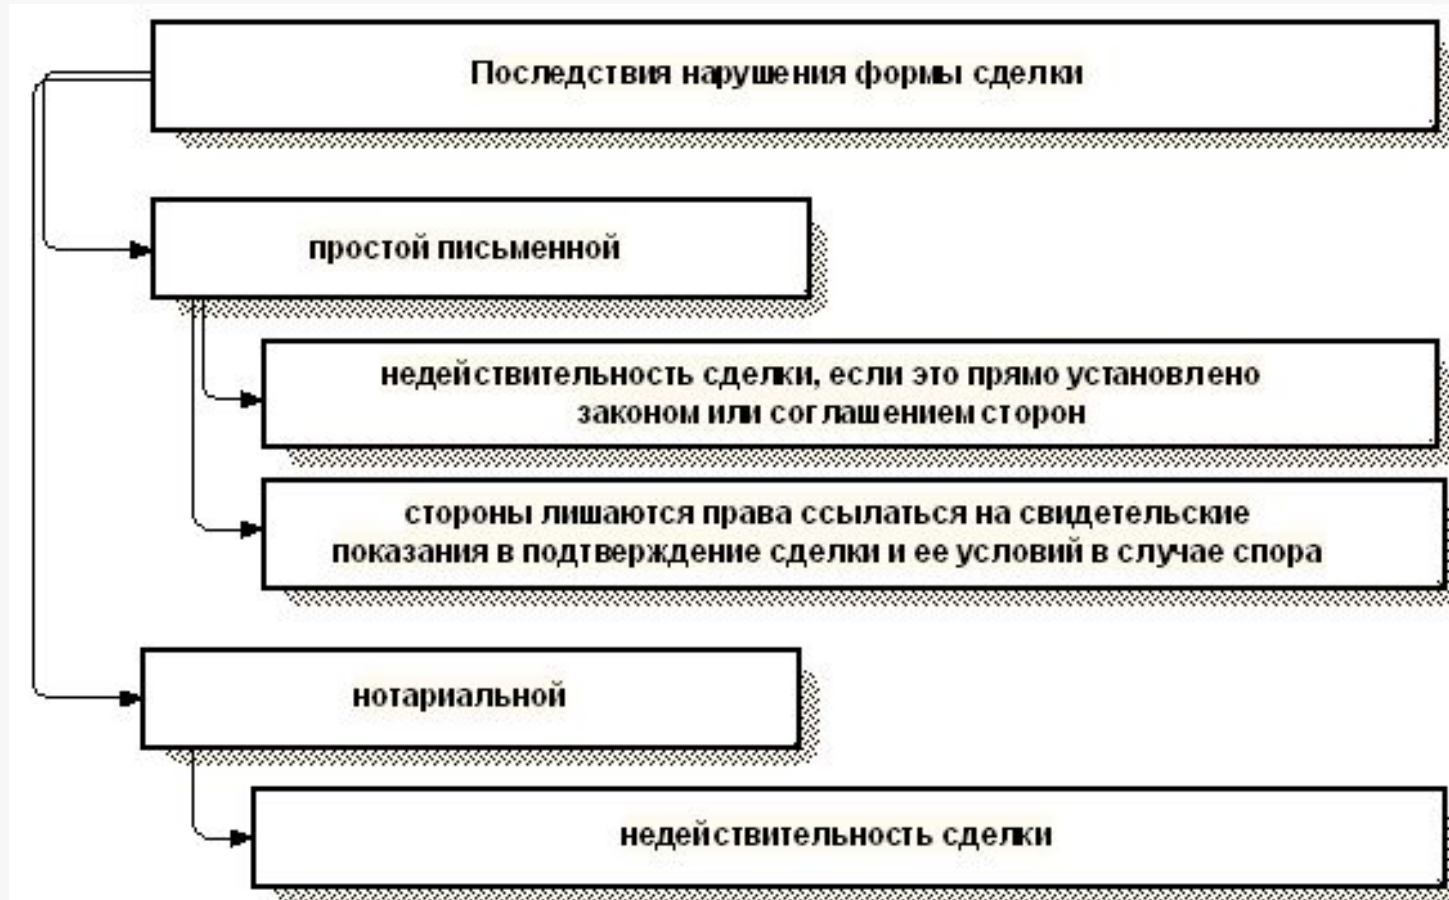 Последствия нарушения формы сделки
простой письменной
недействительность сделки, если это прямо установлено
законом или соглашением сторон
стороны лишаются права ссылаться на свидетельские
показания в подтверждение сделки и ее условий в случае спора
нотариальной
недействительность сделки